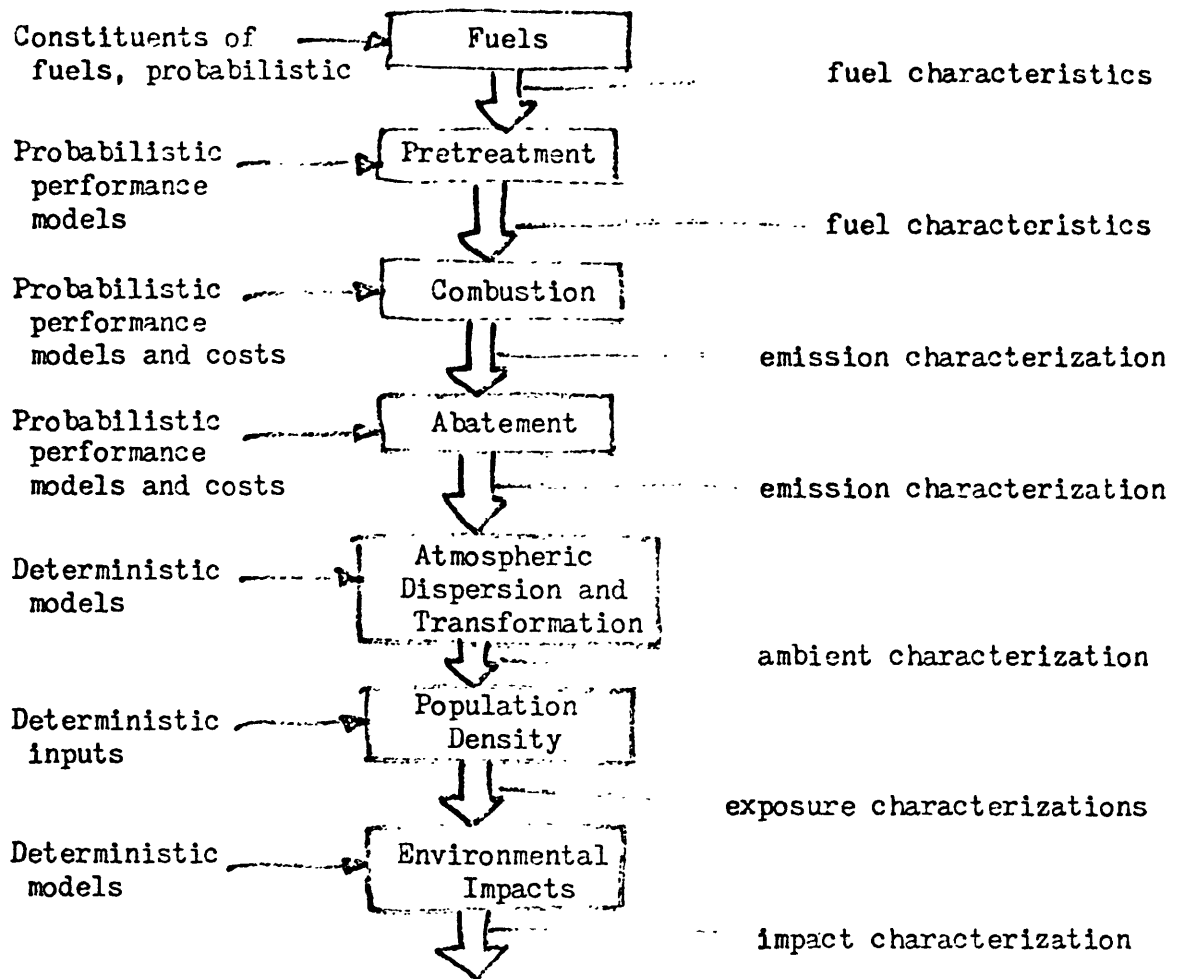 Constituents of
fuels, probabilistic
Fuels
fuel characteristics
Probabilistic
performance
models
Pretreatment
fuel characteristics
Probabilistic
performance
models and costs
Combustion
emission characterization
Probabilistic
performance
models and costs
Abatement
emission characterization
Deterministic
models
Atmospheric
Dispersion and
Transformation
ambient characterization
Deterministic
inputs
Population
Density
exposure characterizations
Deterministic
models
Environmental
Impacts
impact characterization